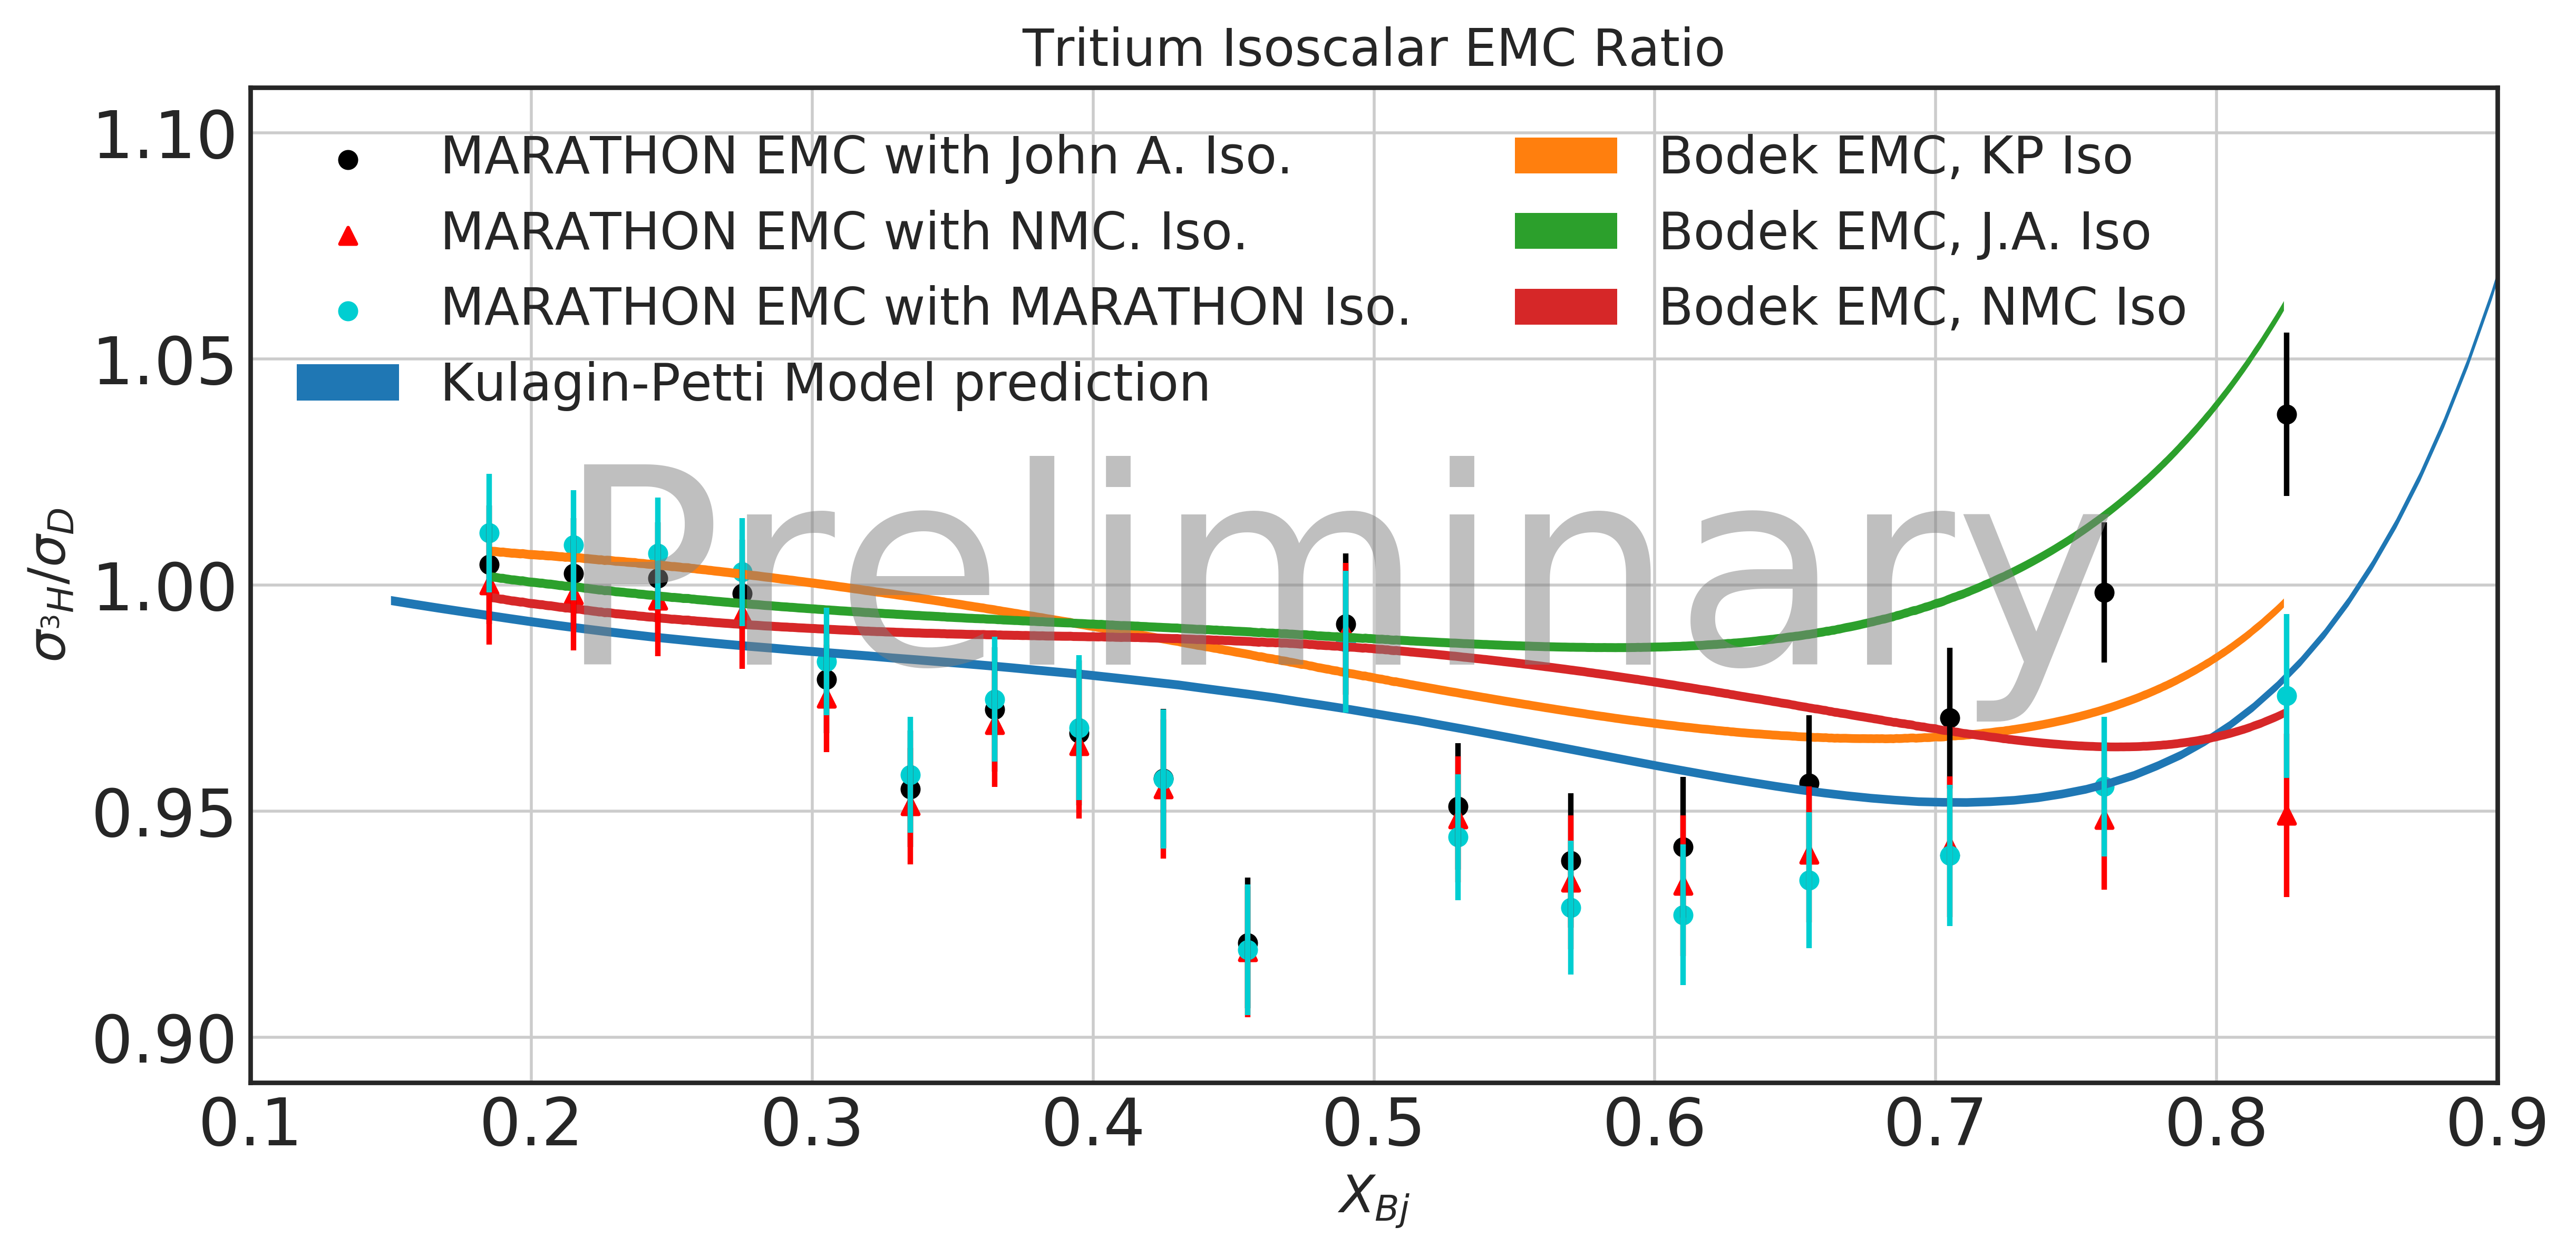 Tritium Isoscalar EMC Ratio
1.10
1.05
1.00
0.95
0.90
σ³H/σD
MARATHON EMC with John A. Iso.
MARATHON EMC with NMC. Iso.
MARATHON EMC with MARATHON Iso.
Kulagin-Petti Model prediction
Bodek EMC, KP Iso
Bodek EMC, J.A. Iso
Bodek EMC, NMC Iso
Preliminary
0.1 0.2 0.3 0.4 0.5 0.6 0.7 0.8 0.9
XBj